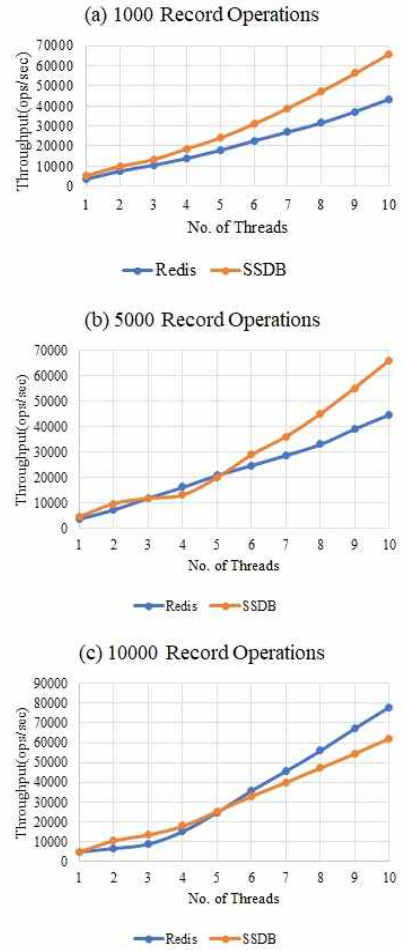 (a) 1000 Record Operations
Throughput(ops/sec)
70000
60000
50000
40000
30000
20000
10000
0
1 2 3 4 5 6 7 8 9 10
No. of Threads
Redis SSDB
(b) 5000 Record Operations
Throughput(ops/sec)
70000
60000
50000
40000
30000
20000
10000
0
1 2 3 4 5 6 7 8 9 10
No. of Threads
Redis SSDB
(c) 10000 Record Operations
Throughput(ops/sec)
90000
80000
70000
60000
50000
40000
30000
20000
10000
0
1 2 3 4 5 6 7 8 9 10
No. of Threads
Redis SSDB